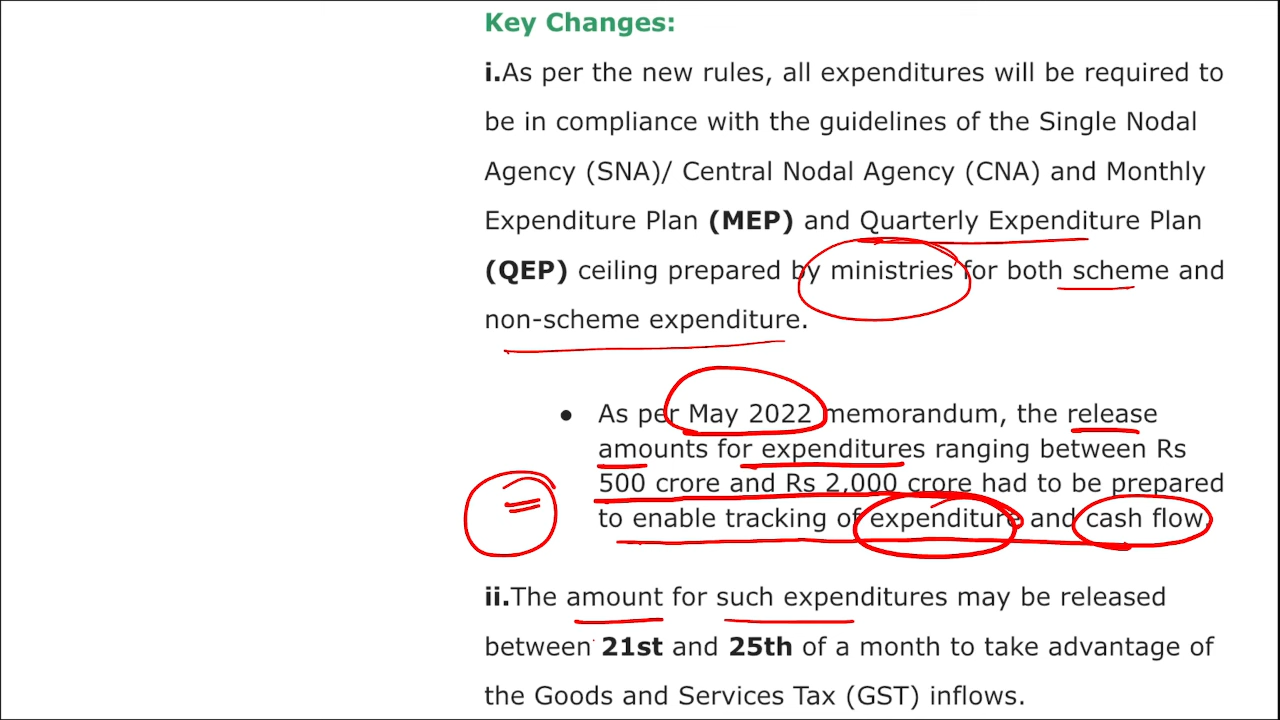 Key Changes:
i.As per the new rules, all expenditures will be required to
be in compliance with the guidelines of the Single Nodal
Agency (SNA)/ Central Nodal Agency (CNA) and Monthly
Expenditure Plan (MEP) and Quarterly Expenditure Plan
(QEP) ceiling prepared by ministries for both scheme and
non-scheme expenditure.
● As per May 2022 memorandum, the release
amounts for expenditures ranging between Rs
500 crore and Rs 2,000 crore had to be prepared
to enable tracking of expenditure and cash flow.
ii.The amount for such expenditures may be released
between 21st and 25th of a month to take advantage of
the Goods and Services Tax (GST) inflows.